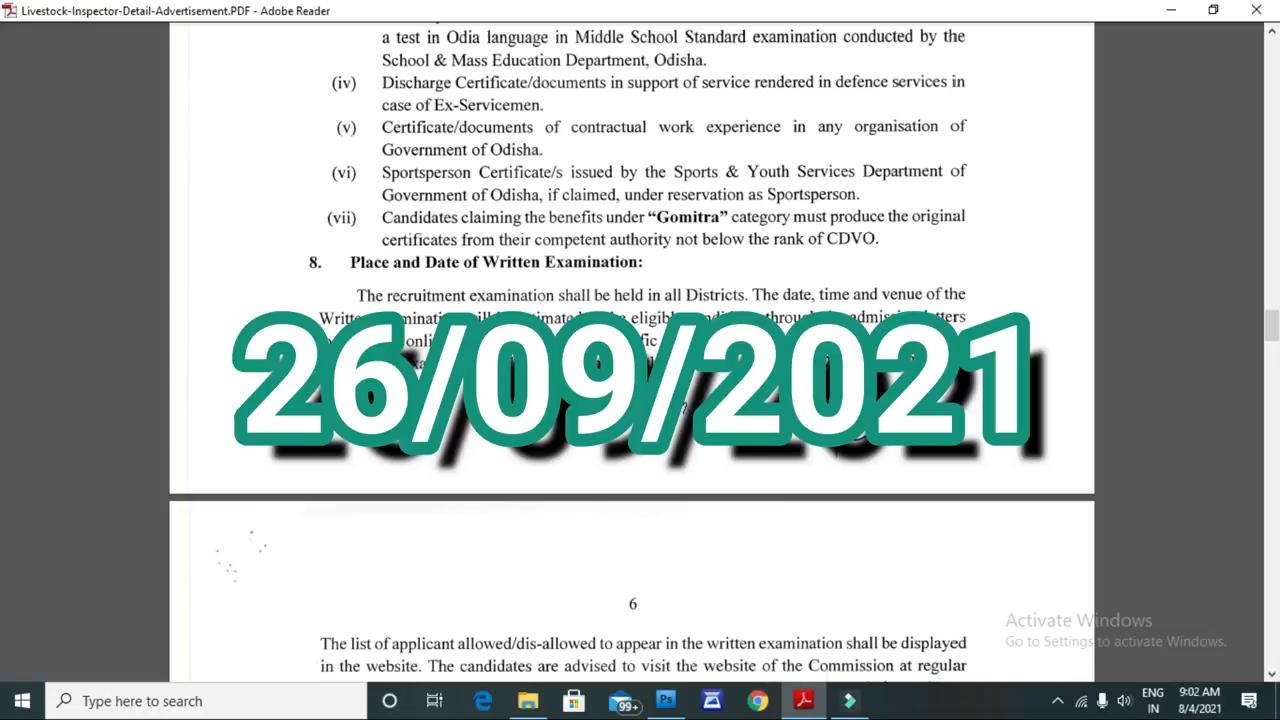 Livestock-Inspector-Detail-Advertisement.PDF - Adobe Reader
a test in Odia language in Middle School Standard examination conducted by the
School & Mass Education Department, Odisha.
(iv) Discharge Certificate/documents in support of service rendered in defence services in
case of Ex-Servicemen.
(v) Certificate/documents of contractual work experience in any organisation of
Government of Odisha.
(vi) Sportsperson Certificate/s issued by the Sports & Youth Services Department of
Government of Odisha, if claimed, under reservation as Sportsperson.
(vii) Candidates claiming the benefits under “Gomitra” category must produce the original
certificates from their competent authority not below the rank of CDVO.
8. Place and Date of Written Examination:
The recruitment examination shall be held in all Districts. The date, time and venue of the
26/09/2021
6
The list of applicant allowed/dis-allowed to appear in the written examination shall be displayed
in the website. The candidates are advised to visit the website of the Commission at regular
Activate Windows
Go to Settings to activate Windows.
Type here to search
99+
Ps
ENG
IN
9:02 AM
8/4/2021